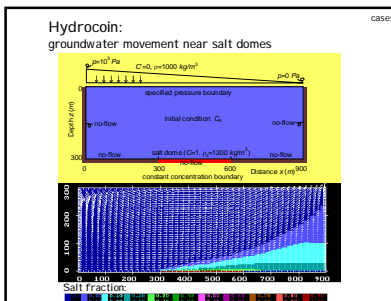 cases
Hydrocoin:
groundwater movement near salt domes
p=10⁵ Pa
C=0, ρ=1000 kg/m³
p=0 Pa
0
specified pressure boundary
Depth z (m)
initial condition: C₀
no-flow
no-flow
salt dome (C=1, ρₛ=1200 kg/m³)
no-flow
no-flow
no-flow
300
0
300
600
900
Distance x (m)
constant concentration boundary
300
200
100
0
0 100 200 300 400 500 600 700 800 900
Salt fraction: